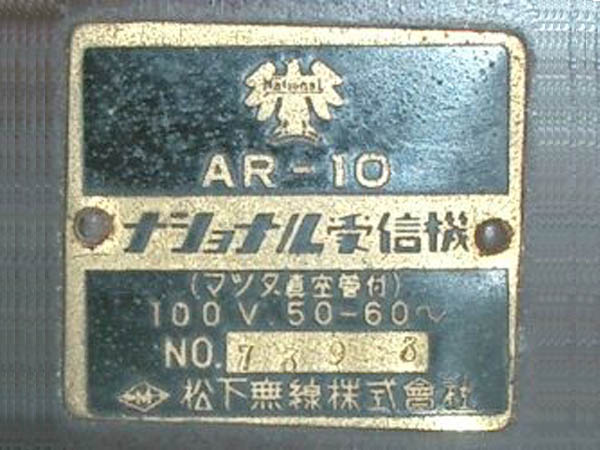 National
AR-10
ナショナル受信機
(マツダ真空管付)
100V. 50-60~
NO.
M
松下無線株式會社